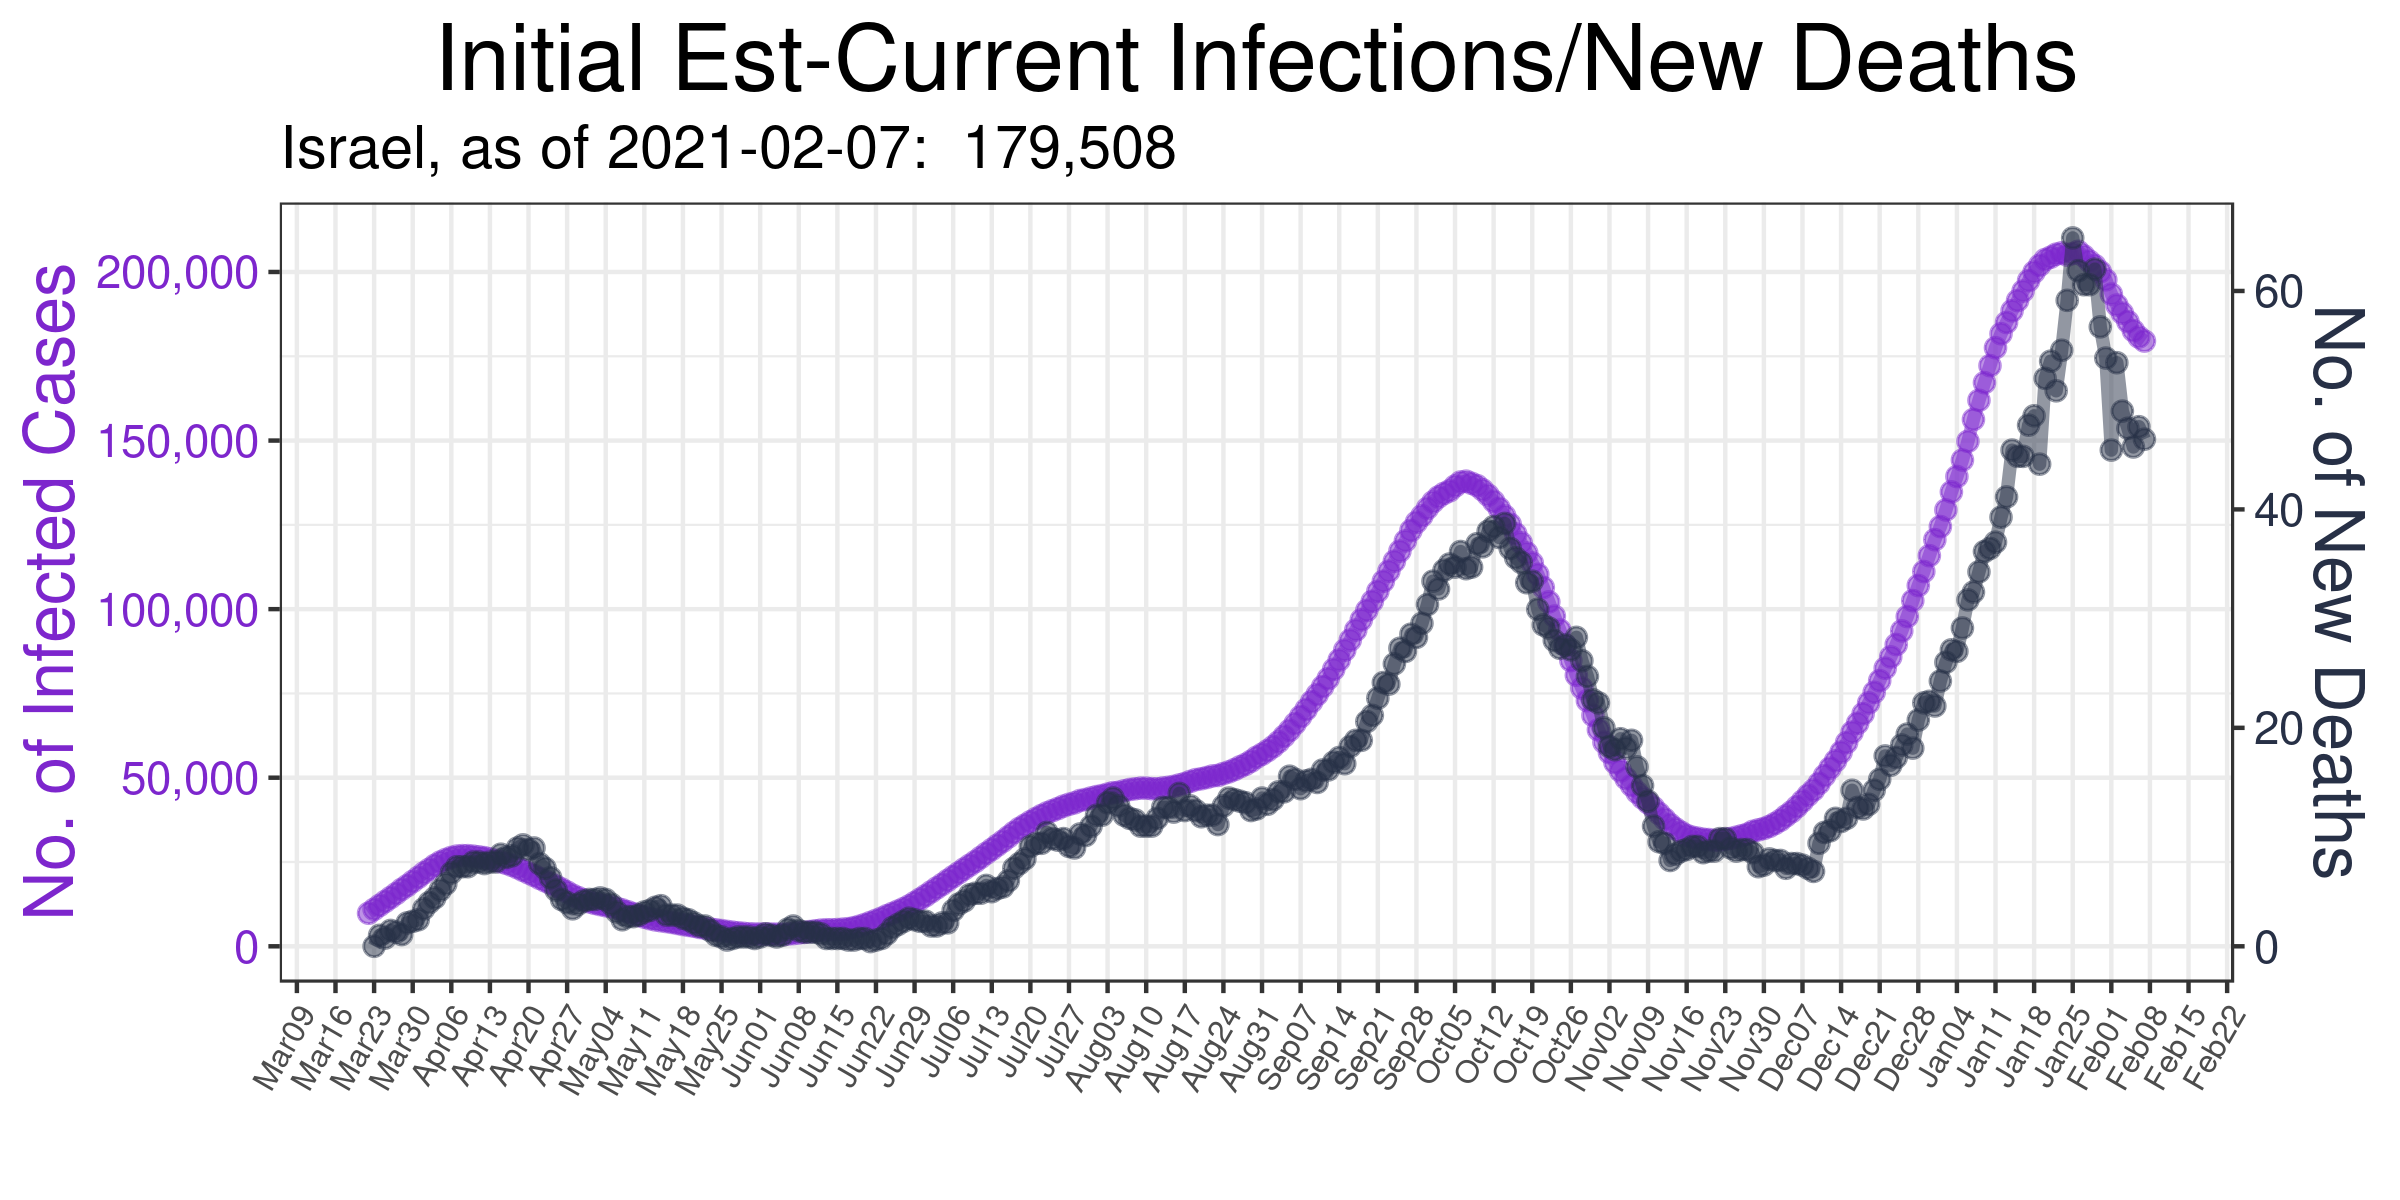 Initial Est-Current Infections/New Deaths
Israel, as of 2021-02-07: 179,508
No. of Infected Cases
200,000
150,000
100,000
50,000
0
60
40
20
0
No. of New Deaths
Mar09
Mar16
Mar23
Mar30
Apr06
Apr13
Apr20
Apr27
May04
May11
May18
May25
Jun01
Jun08
Jun15
Jun22
Jun29
Jul06
Jul13
Jul20
Jul27
Aug03
Aug10
Aug17
Aug24
Aug31
Sep07
Sep14
Sep21
Sep28
Oct05
Oct12
Oct19
Oct26
Nov02
Nov09
Nov16
Nov23
Nov30
Dec07
Dec14
Dec21
Dec28
Jan04
Jan11
Jan18
Jan25
Feb01
Feb08
Feb15
Feb22